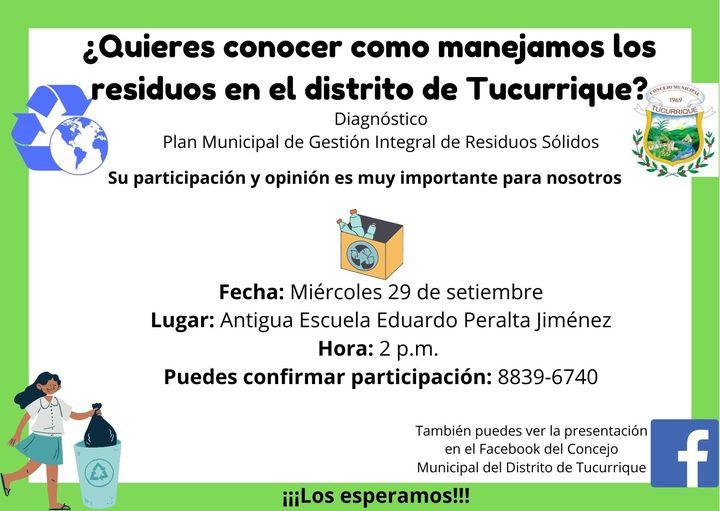 ¿Quieres conocer como manejamos los
residuos en el distrito de Tucurrique?
Diagnóstico
Plan Municipal de Gestión Integral de Residuos Sólidos
CONCEJO MUNICIPAL
1969
TUCURRIQUE
Su participación y opinión es muy importante para nosotros
Fecha: Miércoles 29 de setiembre
Lugar: Antigua Escuela Eduardo Peralta Jiménez
Hora: 2 p.m.
Puedes confirmar participación: 8839-6740
También puedes ver la presentación
en el Facebook del Concejo
Municipal del Distrito de Tucurrique
¡¡¡Los esperamos!!!